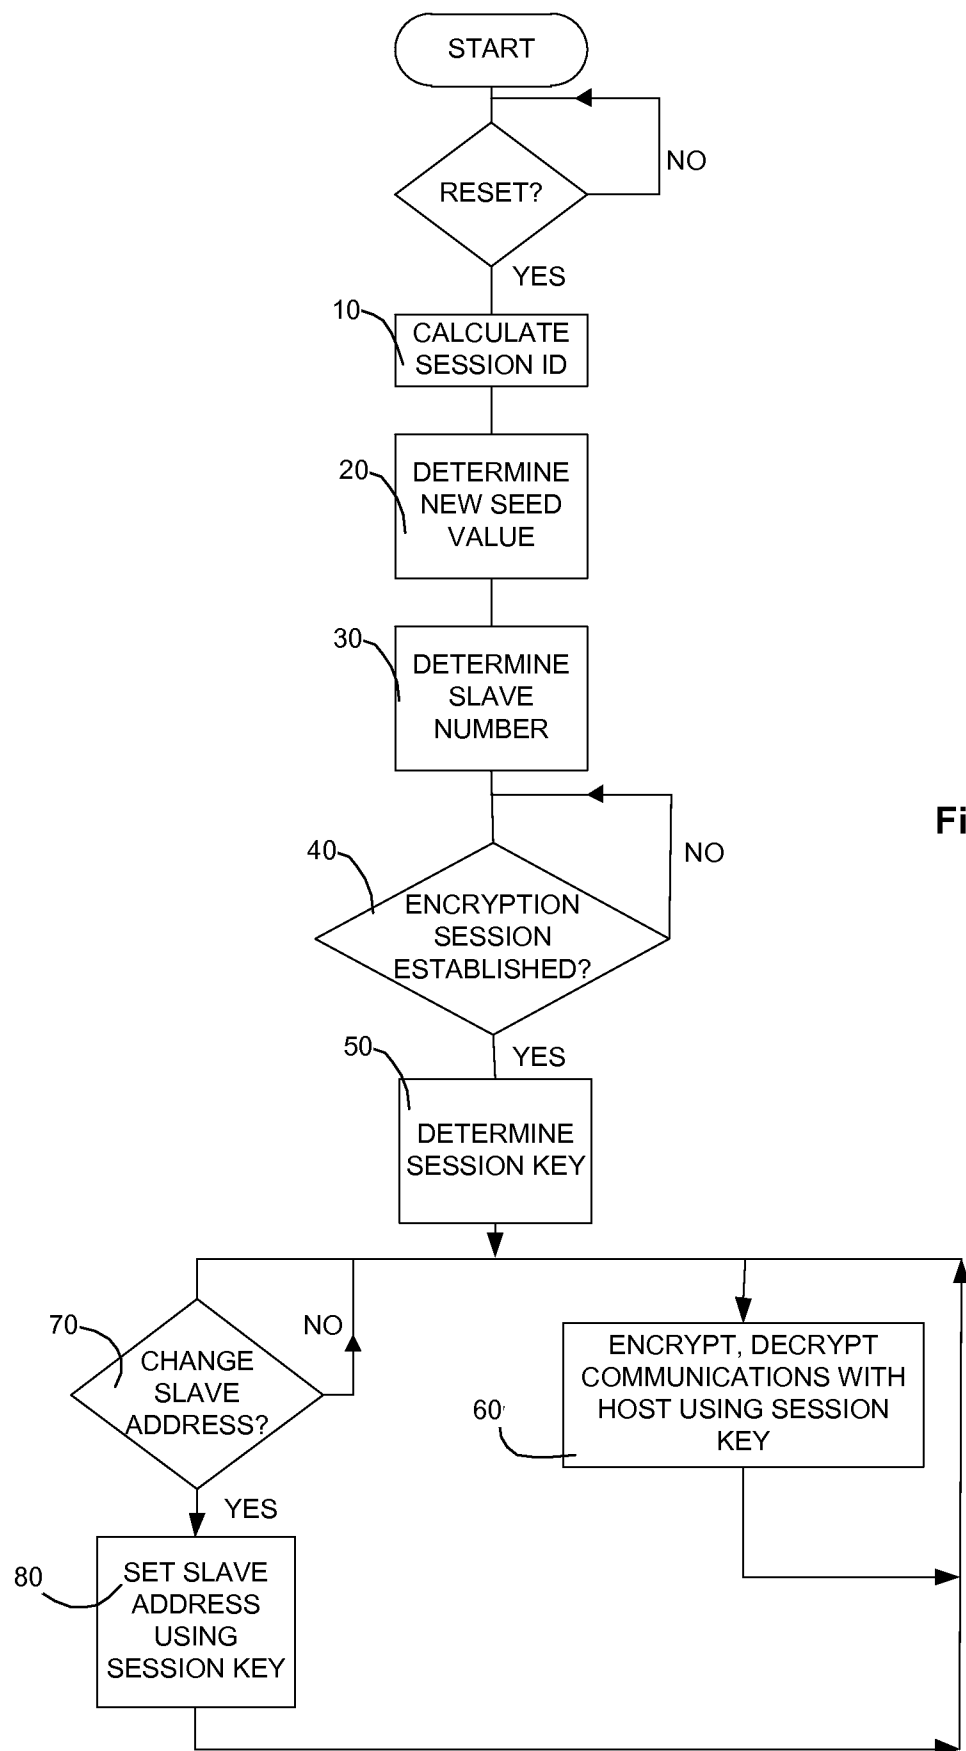 START
NO
RESET?
YES
10
CALCULATE
SESSION ID
20
DETERMINE
NEW SEED
VALUE
30
DETERMINE
SLAVE
NUMBER
Fi
40
NO
ENCRYPTION
SESSION
ESTABLISHED?
50
YES
DETERMINE
SESSION KEY
70
NO
CHANGE
SLAVE
ADDRESS?
YES
ENCRYPT, DECRYPT
COMMUNICATIONS WITH
HOST USING SESSION
KEY
60
80
SET SLAVE
ADDRESS
USING
SESSION KEY